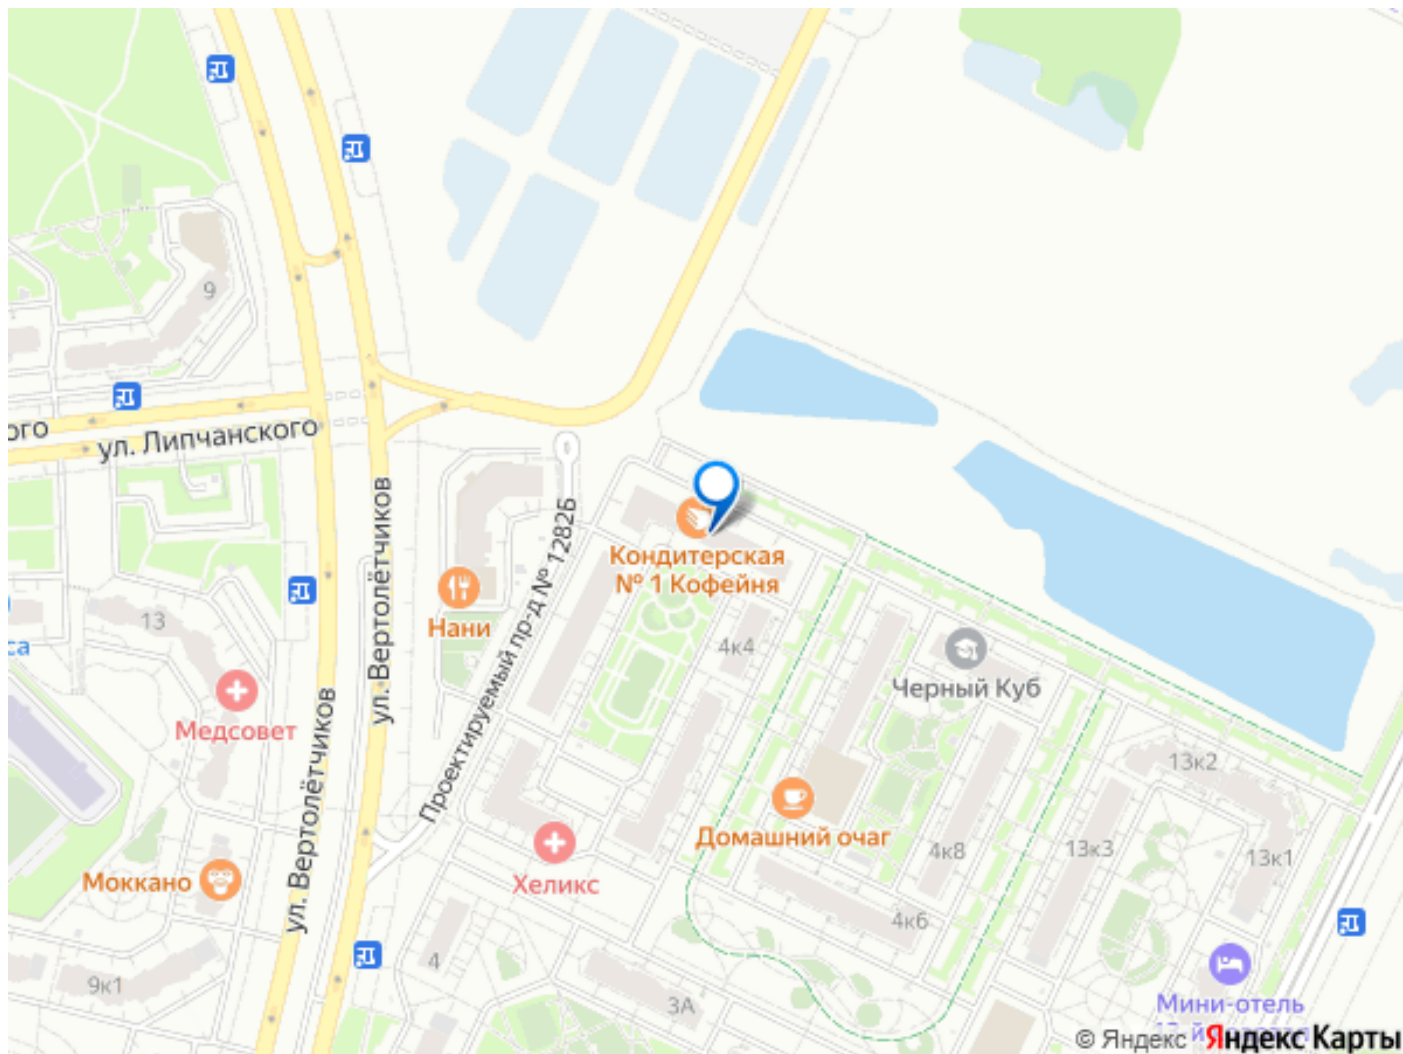 9
ого
ул. Липчанского
ул. Вертолётчиков
Проектируемый пр-д № 1282Б
Кондитерская
№ 1 Кофейня
Нани
13
са
4к4
Черный Куб
Медсовет
ул. Вертолётчиков
13к2
Домашний очаг
4к8
13к3
13к1
Моккано
Хеликс
4к6
4
9к1
3А
Мини-отель
© Яндекс Яндекс Карты